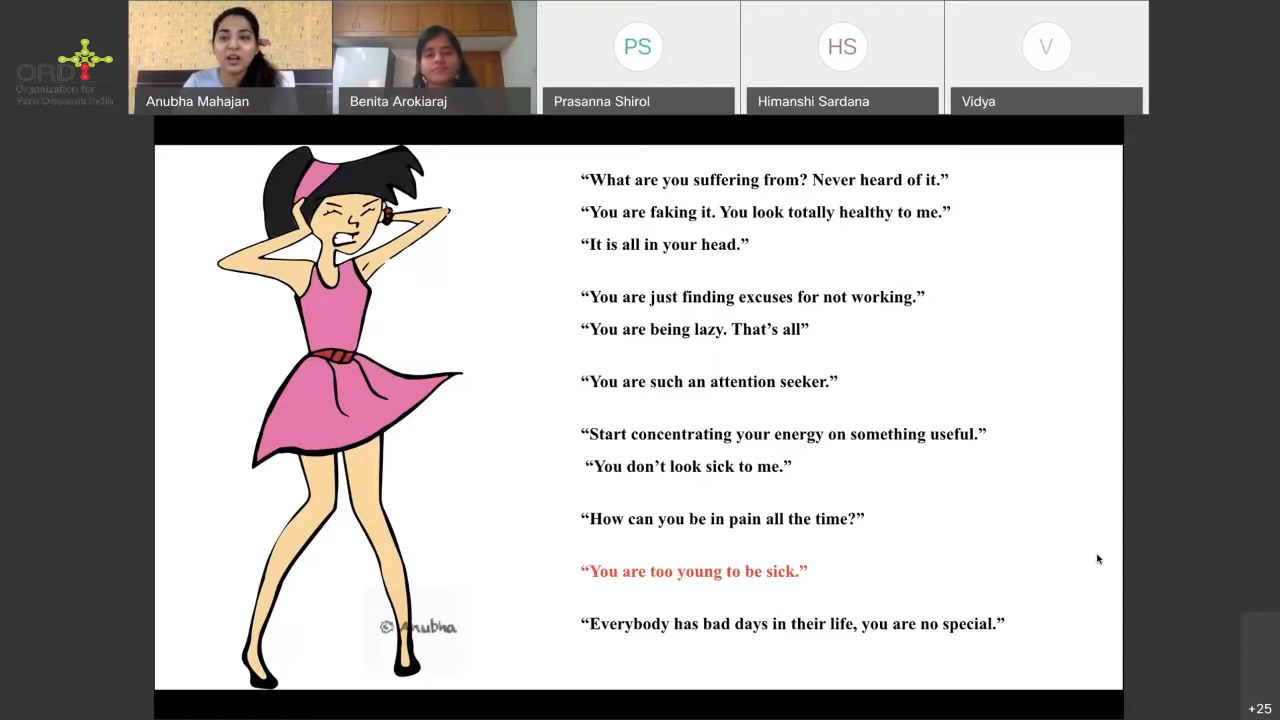 ORDI
Organization for
Rare Diseases India
Anubha Mahajan
Benita Arokiaraj
PS
Prasanna Shirol
HS
Himanshi Sardana
V
Vidya
“What are you suffering from? Never heard of it.”
“You are faking it. You look totally healthy to me.”
“It is all in your head.”
“You are just finding excuses for not working.”
“You are being lazy. That’s all”
“You are such an attention seeker.”
“Start concentrating your energy on something useful.”
“You don’t look sick to me.”
“How can you be in pain all the time?”
“You are too young to be sick.”
“Everybody has bad days in their life, you are no special.”
© Anubha
+25